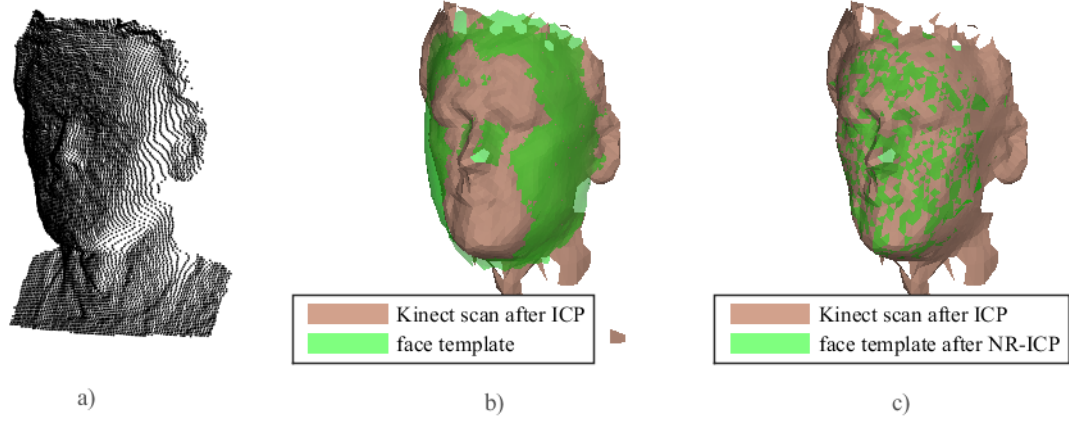 Kinect scan after ICP
face template
Kinect scan after ICP
face template after NR-ICP
a)
b)
c)